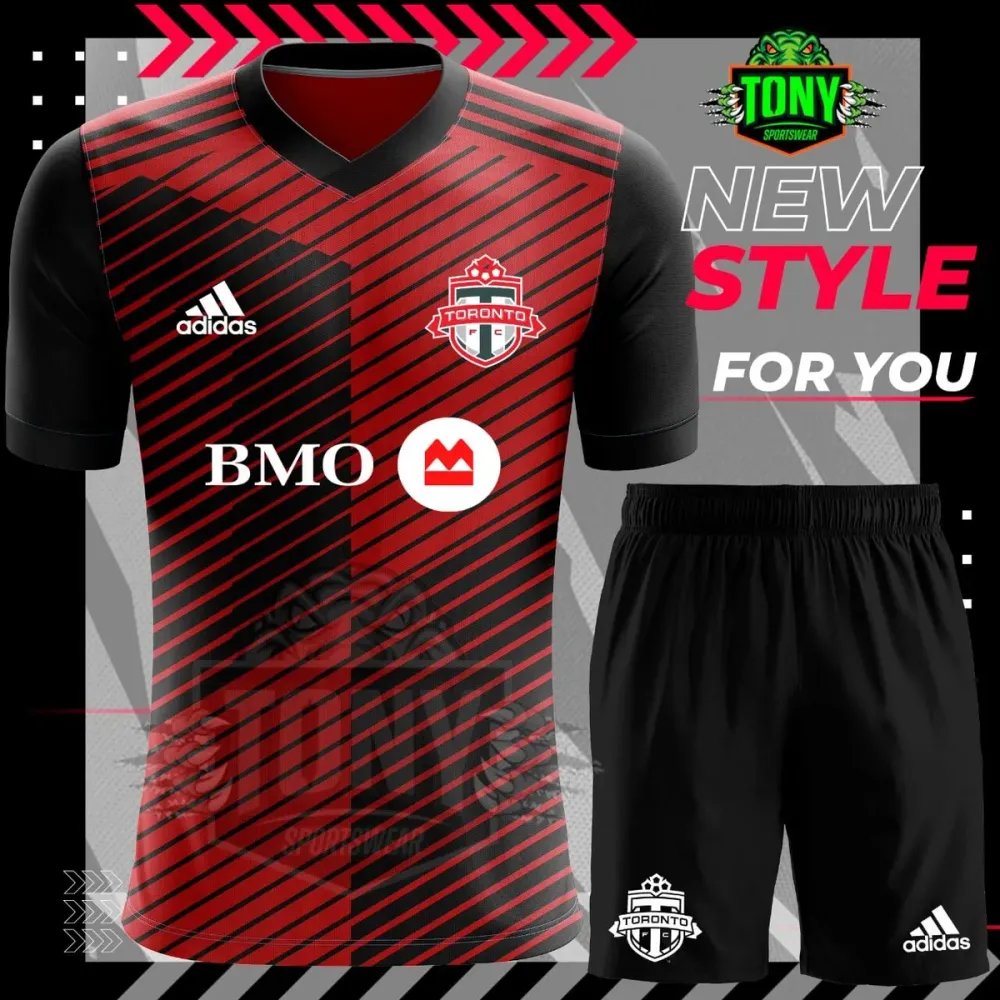 TONY
SPORTSWEAR
NEW
STYLE
FOR YOU
adidas
TORONTO
F C
BMO
TONY
SPORTSWEAR
TORONTO
adidas